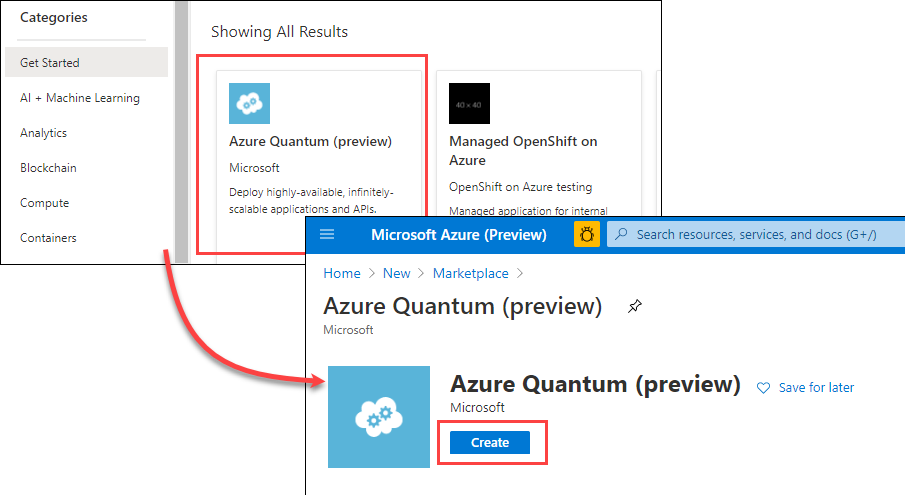 Categories
Get Started
AI + Machine Learning
Analytics
Blockchain
Compute
Containers
Showing All Results
Azure Quantum (preview)
Microsoft
Deploy highly-available, infinitely-
scalable applications and APIs.
40 × 40
Managed OpenShift on
Azure
OpenShift on Azure testing
Managed application for internal
Microsoft Azure (Preview)
Search resources, services, and docs (G+/)
Home > New > Marketplace >
Azure Quantum (preview)
Microsoft
Azure Quantum (preview)
Save for later
Microsoft
Create